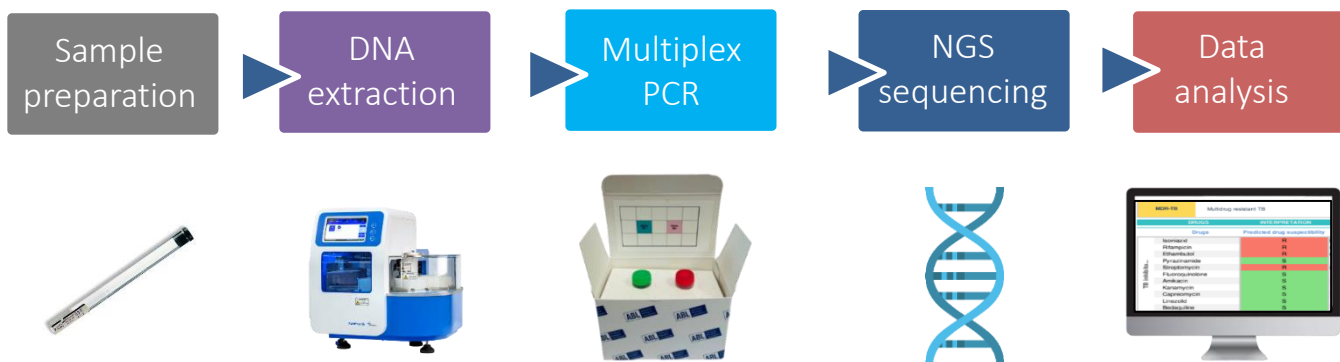 Sample
preparation
DNA
extraction
Multiplex
PCR
NGS
sequencing
Data
analysis
ABL
MDR-TB Multidrug resistant TB
DRUGS INTERPRETATION
Drugs Predicted drug susceptibility
Isoniazid R
Rifampicin R
Ethambutol R
Pyrazinamide S
Streptomycin R
Fluoroquinolone S
Amikacin S
Kanamycin S
Capreomycin S
Linezolid S
Bedaquiline S